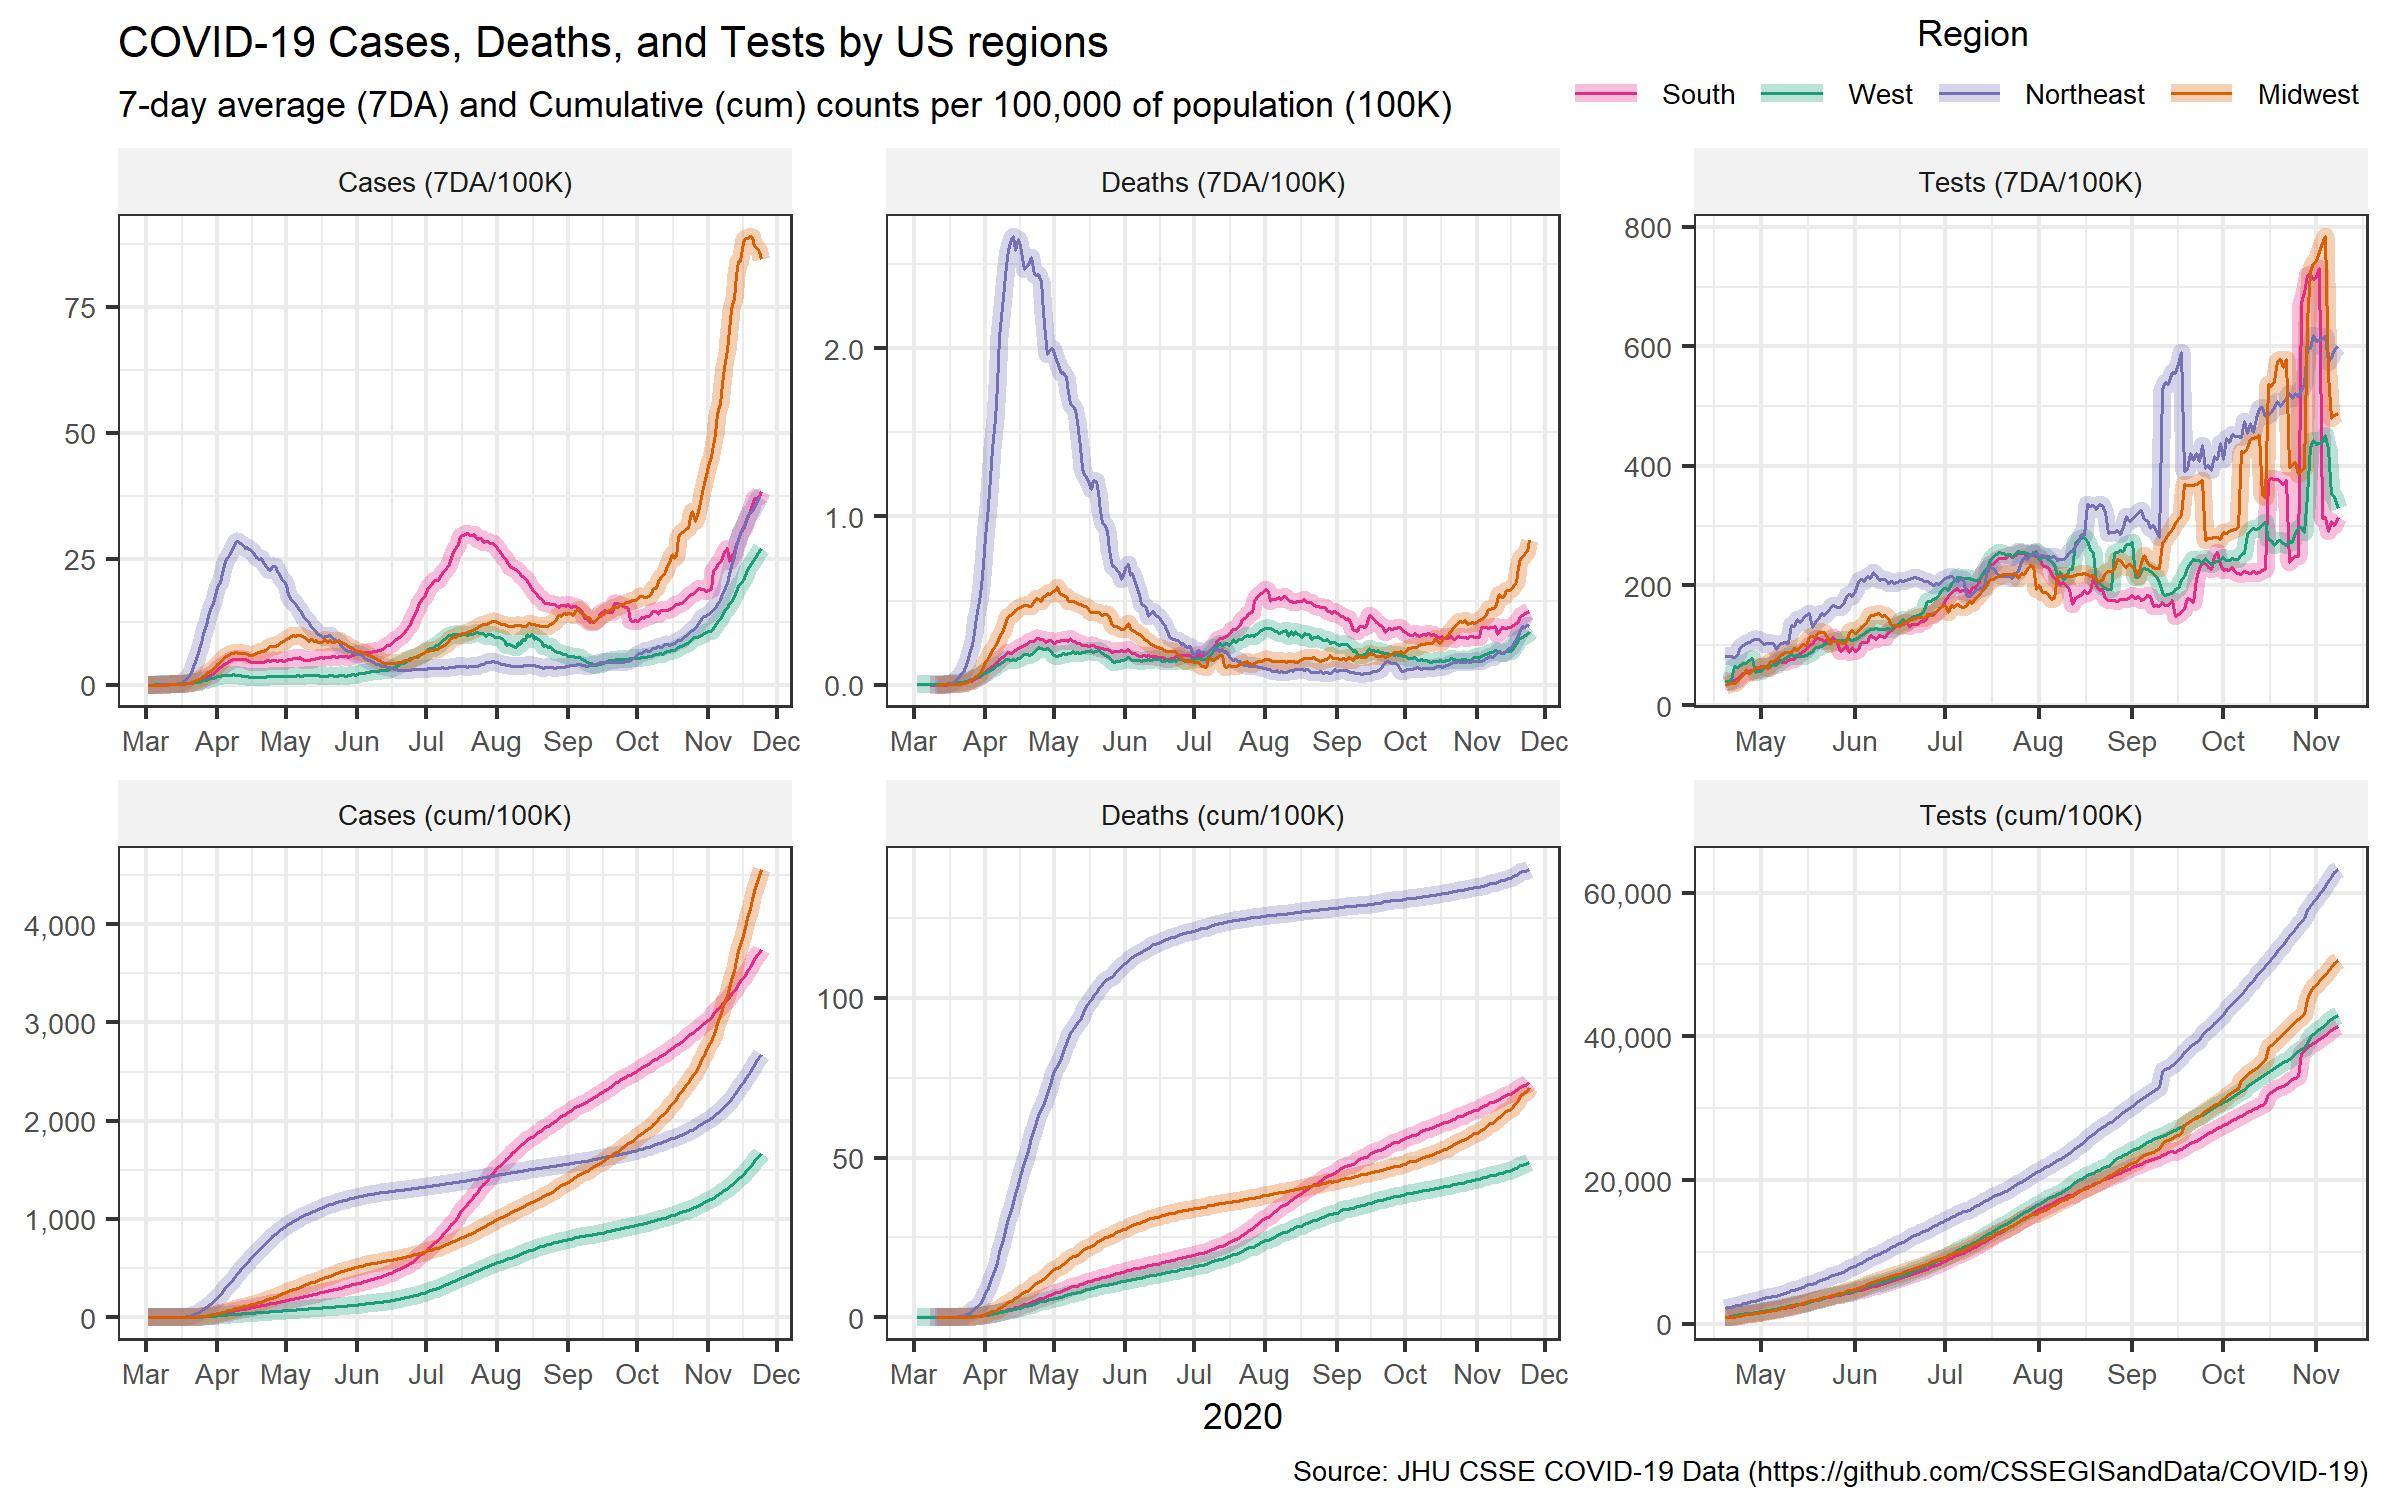 COVID-19 Cases, Deaths, and Tests by US regions
7-day average (7DA) and Cumulative (cum) counts per 100,000 of population (100K)
Region
South West Northeast Midwest
Cases (7DA/100K)
75
50
25
0
Mar Apr May Jun Jul Aug Sep Oct Nov Dec
Deaths (7DA/100K)
2.0
1.0
0.0
Mar Apr May Jun Jul Aug Sep Oct Nov Dec
Tests (7DA/100K)
800
600
400
200
0
May Jun Jul Aug Sep Oct Nov
Cases (cum/100K)
4,000
3,000
2,000
1,000
0
Mar Apr May Jun Jul Aug Sep Oct Nov Dec
Deaths (cum/100K)
100
50
0
Mar Apr May Jun Jul Aug Sep Oct Nov Dec
Tests (cum/100K)
60,000
40,000
20,000
0
May Jun Jul Aug Sep Oct Nov
2020
Source: JHU CSSE COVID-19 Data (https://github.com/CSSEGISandData/COVID-19)